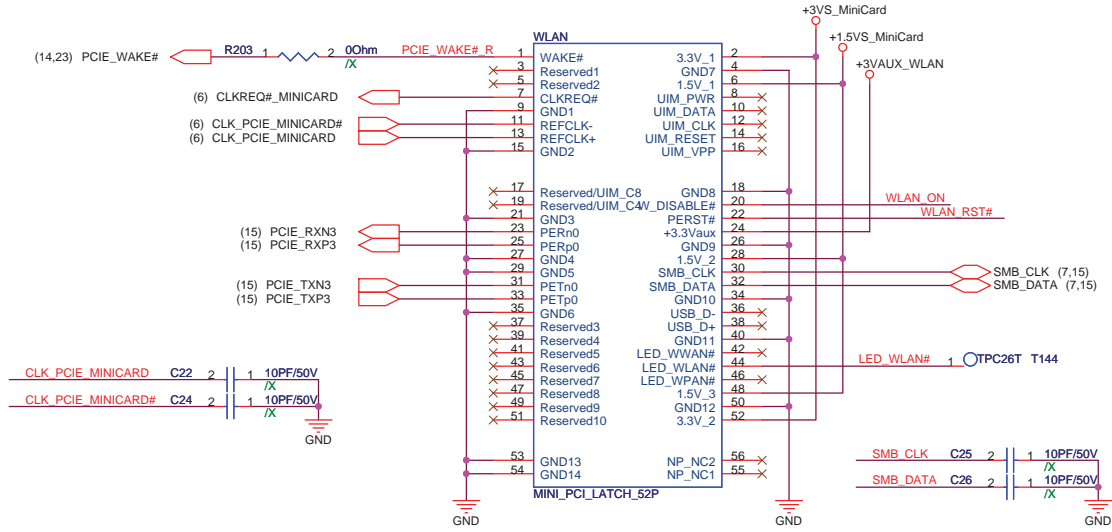 +3VS_MiniCard
+1.5VS_MiniCard
+3VAUX_WLAN
WLAN
(14,23) PCIE_WAKE# R203 1 2 0Ohm /X PCIE_WAKE#_R 1 WAKE# 3.3V_1 2
3 Reserved1 GND7 4
5 Reserved2 1.5V_1 6
(6) CLKREQ#_MINICARD 7 CLKREQ# UIM_PWR 8
9 GND1 UIM_DATA 10
(6) CLK_PCIE_MINICARD# 11 REFCLK- UIM_CLK 12
(6) CLK_PCIE_MINICARD 13 REFCLK+ UIM_RESET 14
15 GND2 UIM_VPP 16
17 Reserved/UIM_C8 GND8 18
19 Reserved/UIM_C4 W_DISABLE# 20 WLAN_ON
21 GND3 PERST# 22 WLAN_RST#
(15) PCIE_RXN3 23 PERn0 +3.3Vaux 24
(15) PCIE_RXP3 25 PERp0 GND9 26
27 GND4 1.5V_2 28
29 GND5 SMB_CLK 30 SMB_CLK (7,15)
(15) PCIE_TXN3 31 PETn0 SMB_DATA 32 SMB_DATA (7,15)
(15) PCIE_TXP3 33 PETp0 GND10 34
35 GND6 USB_D- 36
37 Reserved3 USB_D+ 38
39 Reserved4 GND11 40
41 Reserved5 LED_WWAN# 42
43 Reserved6 LED_WLAN# 44 LED_WLAN# 1 TPC26T T144
45 Reserved7 LED_WPAN# 46
47 Reserved8 1.5V_3 48
49 Reserved9 GND12 50
51 Reserved10 3.3V_2 52
53 GND13 NP_NC2 56
54 GND14 NP_NC1 55
MINI_PCI_LATCH_52P
GND
GND
CLK_PCIE_MINICARD C22 2 1 10PF/50V
/X
CLK_PCIE_MINICARD# C24 2 1 10PF/50V
/X
GND
SMB_CLK C25 2 1 10PF/50V
/X
SMB_DATA C26 2 1 10PF/50V
/X
GND